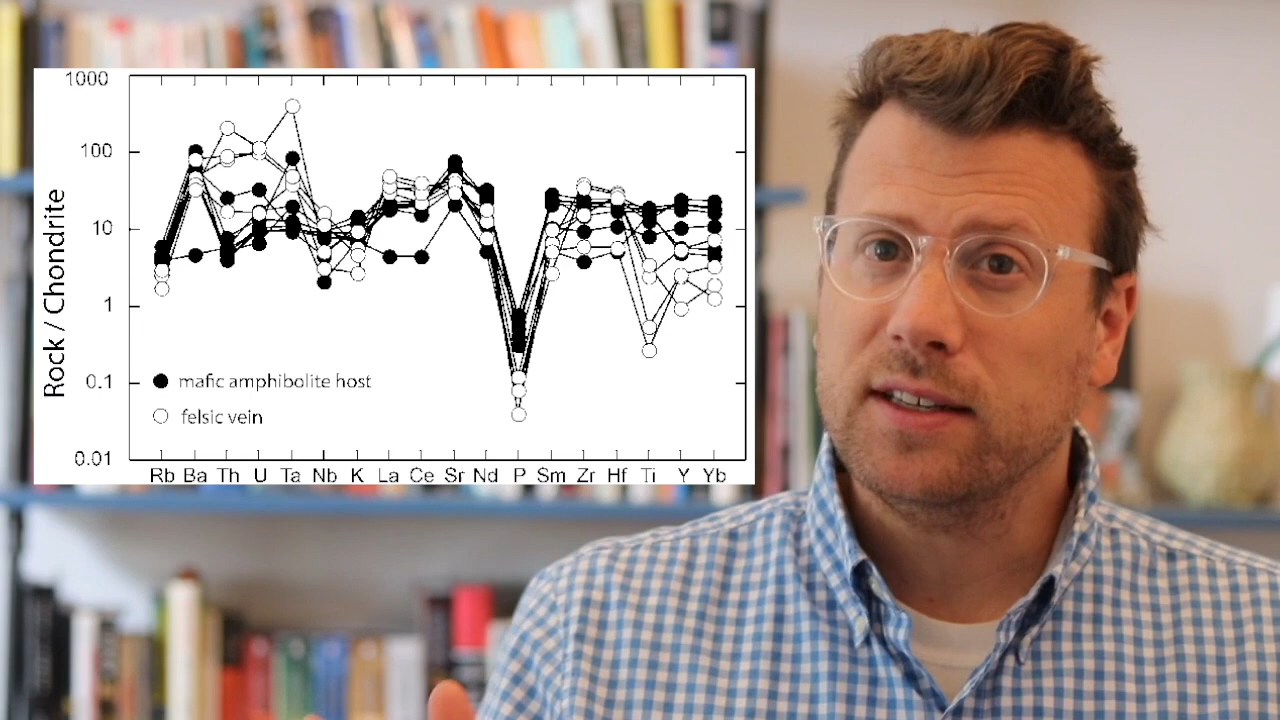 1000
100
10
1
0.1
0.01
Rock / Chondrite
mafic amphibolite host
felsic vein
Rb Ba Th U Ta Nb K La Ce Sr Nd P Sm Zr Hf Ti Y Yb